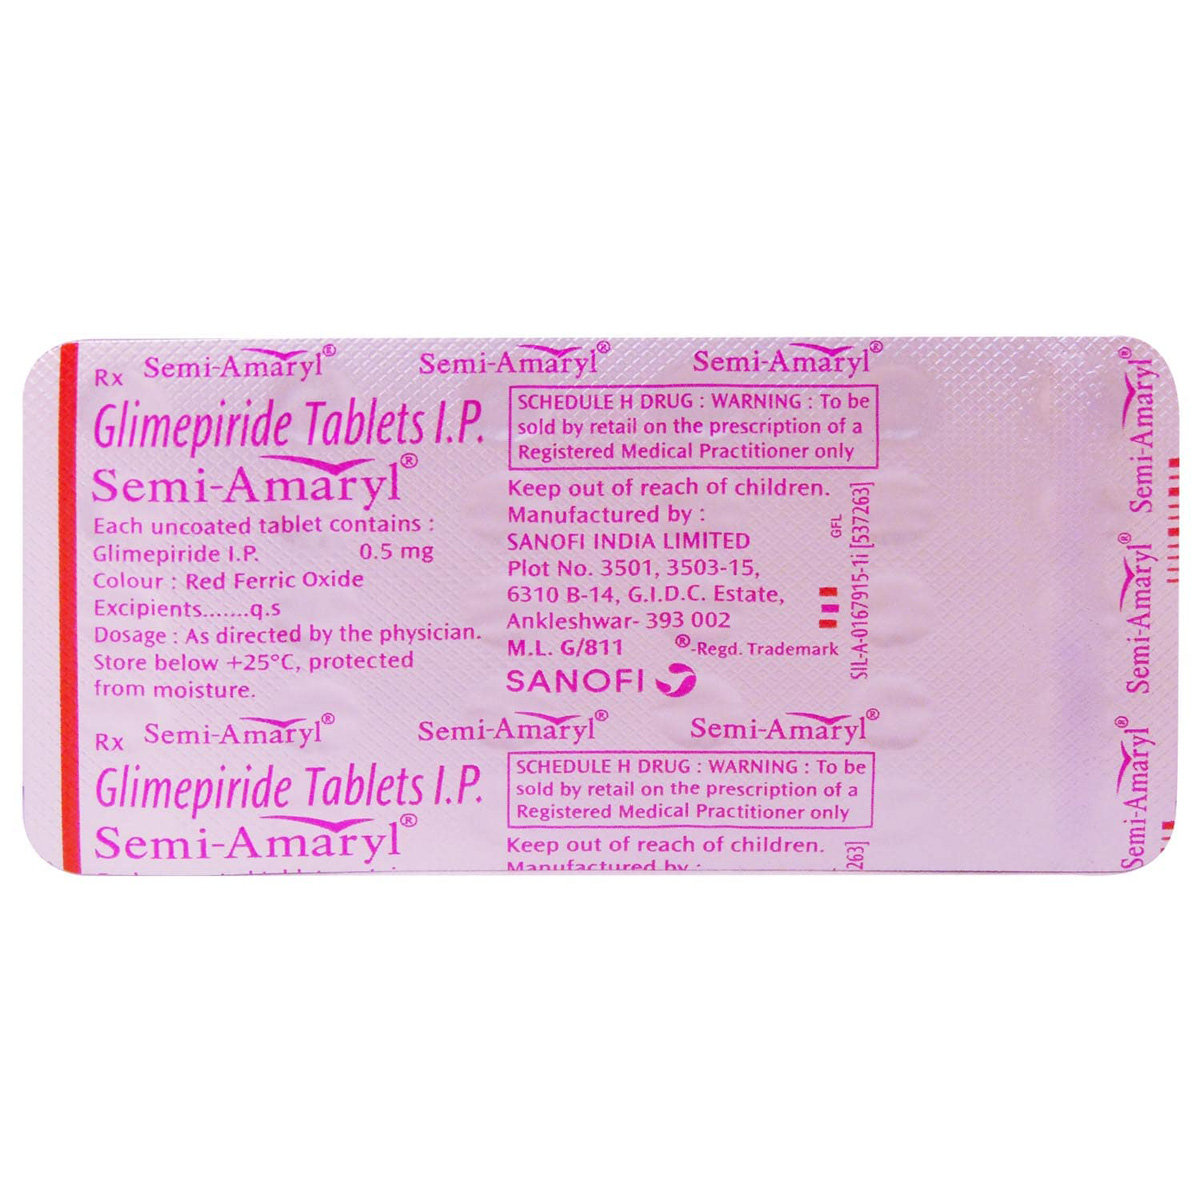 Rx Semi-Amaryl® Semi-Amaryl® Semi-Amaryl®
Glimepiride Tablets I.P.
Semi-Amaryl®
Each uncoated tablet contains :
Glimepiride I.P. 0.5 mg
Colour : Red Ferric Oxide
Excipients.......q.s
Dosage : As directed by the physician.
Store below +25°C, protected
from moisture.
SCHEDULE H DRUG : WARNING : To be
sold by retail on the prescription of a
Registered Medical Practitioner only
Keep out of reach of children.
Manufactured by :
SANOFI INDIA LIMITED
Plot No. 3501, 3503-15,
6310 B-14, G.I.D.C. Estate,
Ankleshwar- 393 002
M.L. G/811 ®-Regd. Trademark
SANOFI
GFL
SIL-A-0167915-1i [537263]
Rx Semi-Amaryl® Semi-Amaryl® Semi-Amaryl®
Glimepiride Tablets I.P.
Semi-Amaryl®
SCHEDULE H DRUG : WARNING : To be
sold by retail on the prescription of a
Registered Medical Practitioner only
Keep out of reach of children.
Manufactured by :
263]
Semi-Amaryl®
Semi-Amaryl®
Semi-Amaryl®